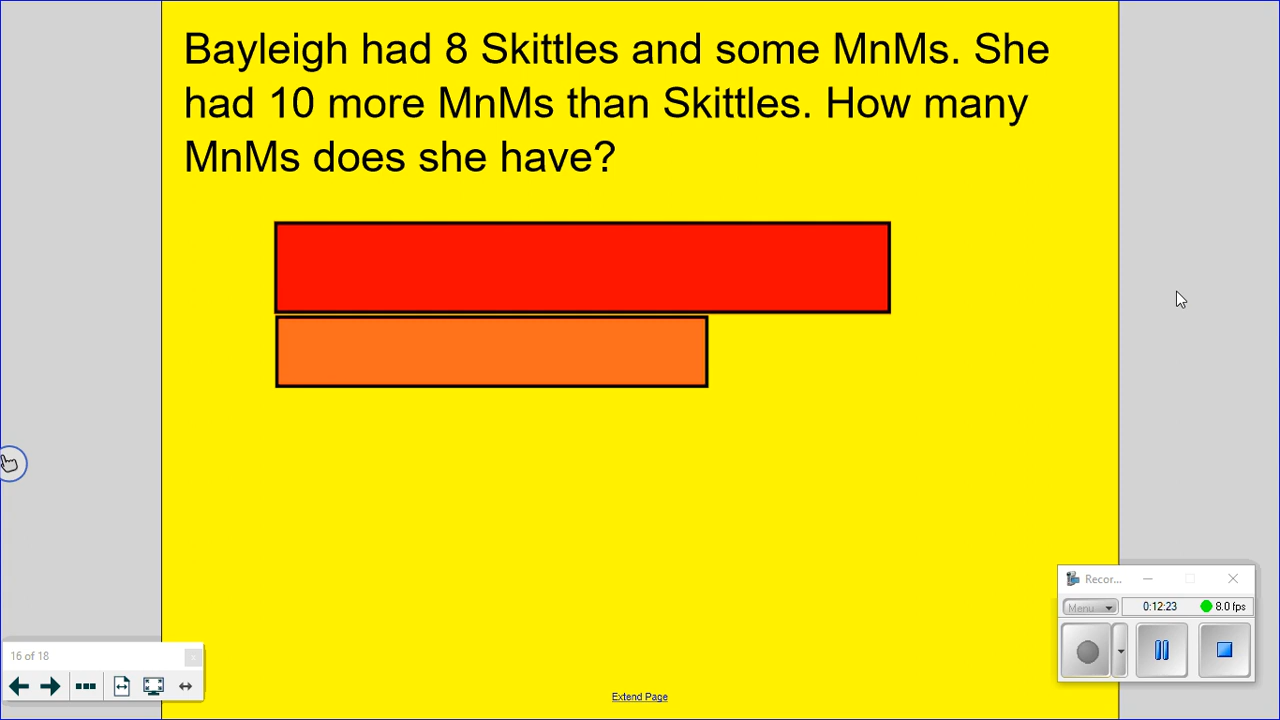 Bayleigh had 8 Skittles and some MnMs. She
had 10 more MnMs than Skittles. How many
MnMs does she have?
Recor...
Menu
0:12:23
8.0 fps
16 of 18
Extend Page